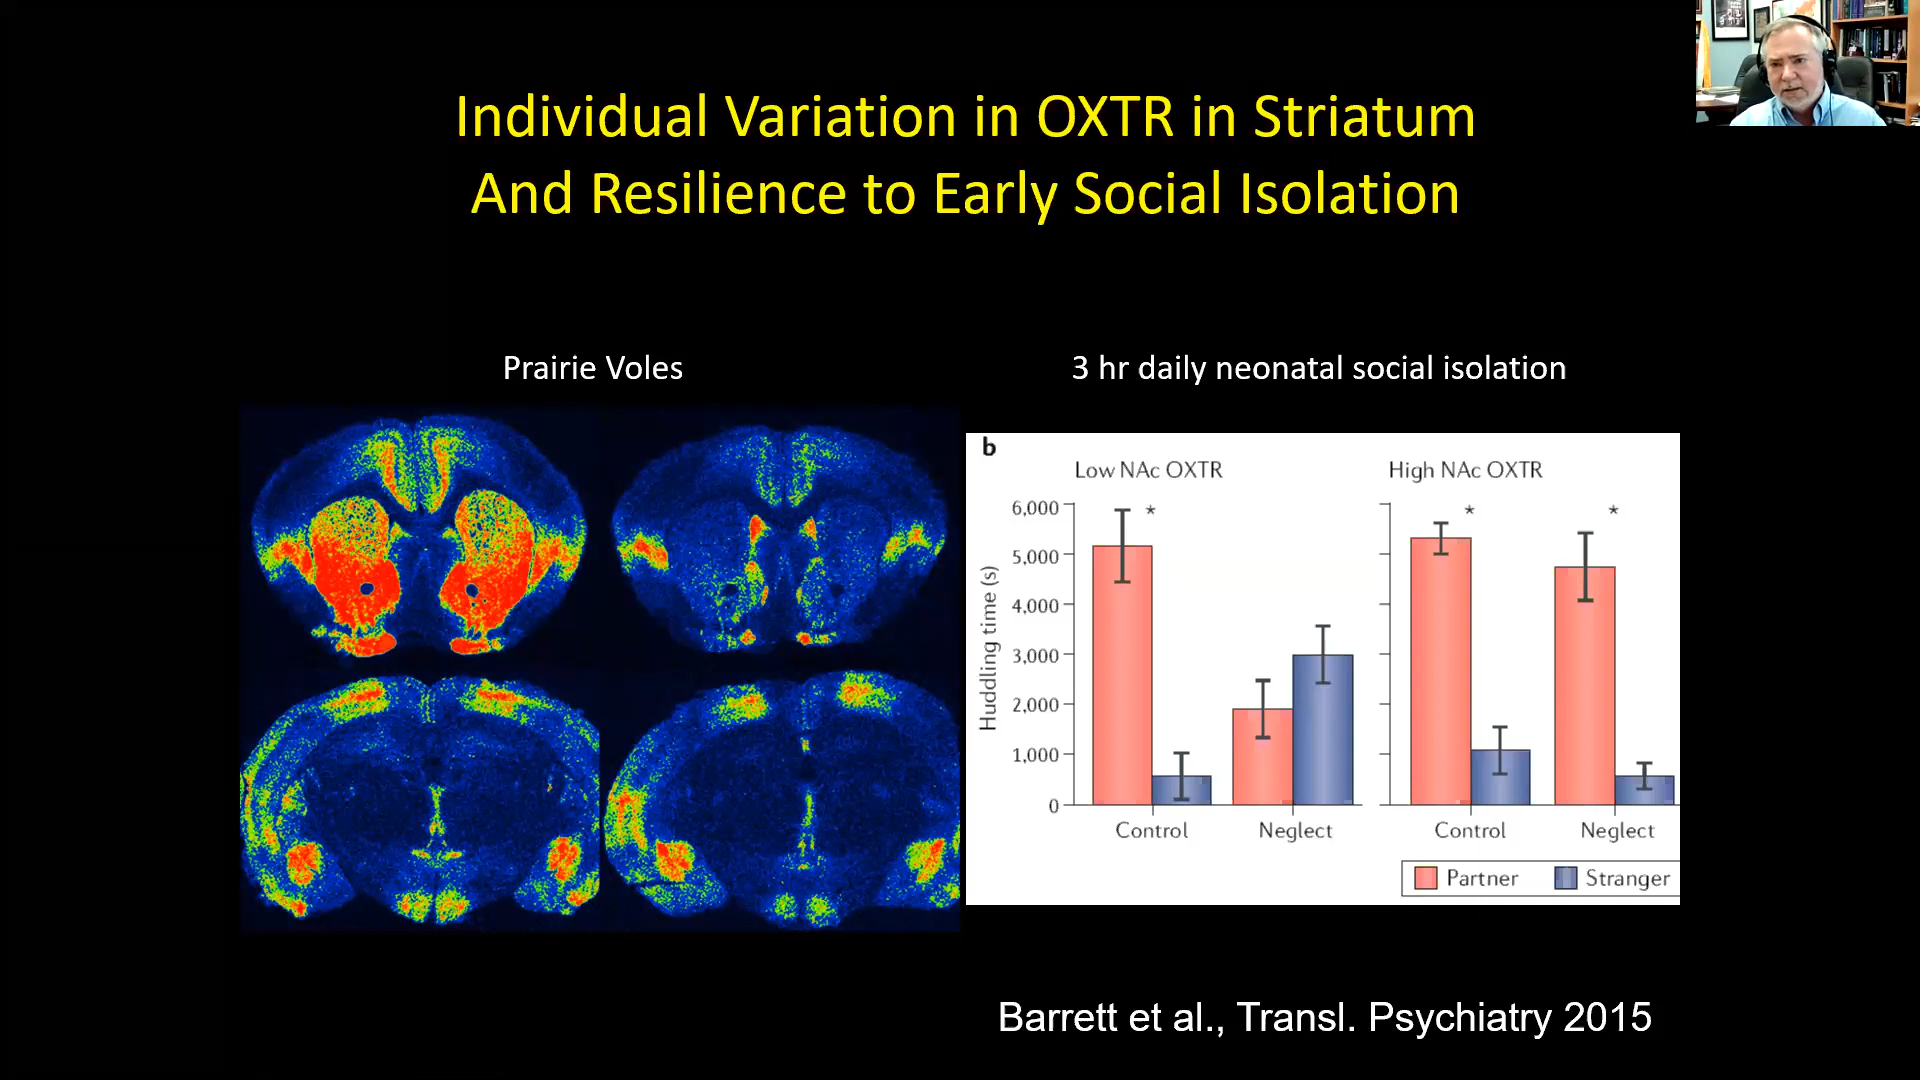 Individual Variation in OXTR in Striatum
And Resilience to Early Social Isolation
Prairie Voles
3 hr daily neonatal social isolation
b
Low NAc OXTR
High NAc OXTR
* * *
6,000
5,000
4,000
3,000
2,000
1,000
0
Huddling time (s)
Control Neglect Control Neglect
Partner Stranger
Barrett et al., Transl. Psychiatry 2015